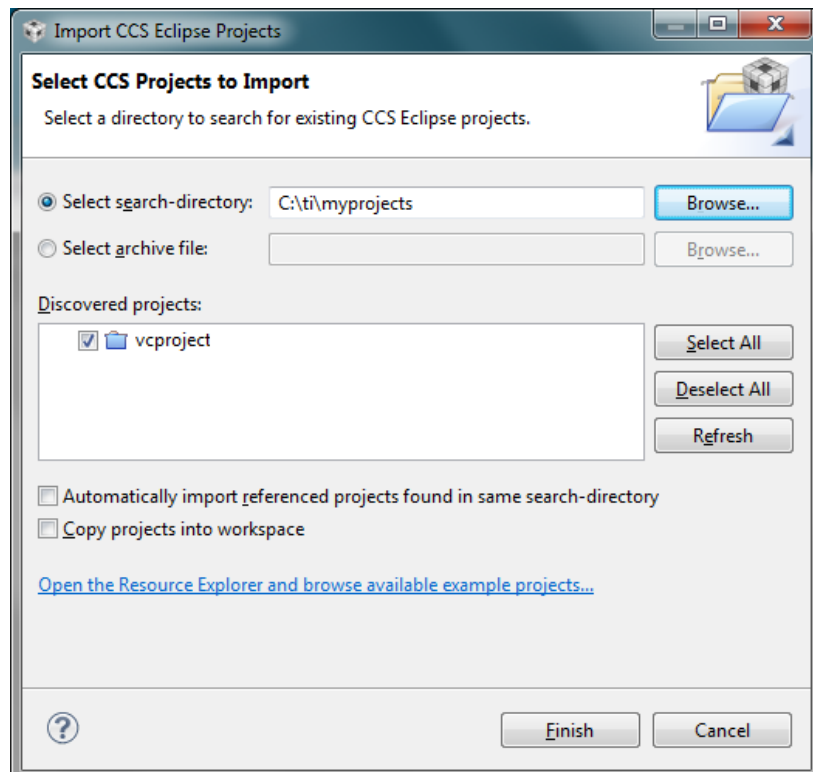 Import CCS Eclipse Projects
Select CCS Projects to Import
Select a directory to search for existing CCS Eclipse projects.
Select search-directory: C:\ti\myprojects Browse...
Select archive file: Browse...
Discovered projects:
vcproject
Select All
Deselect All
Refresh
Automatically import referenced projects found in same search-directory
Copy projects into workspace
Open the Resource Explorer and browse available example projects...
? Finish Cancel